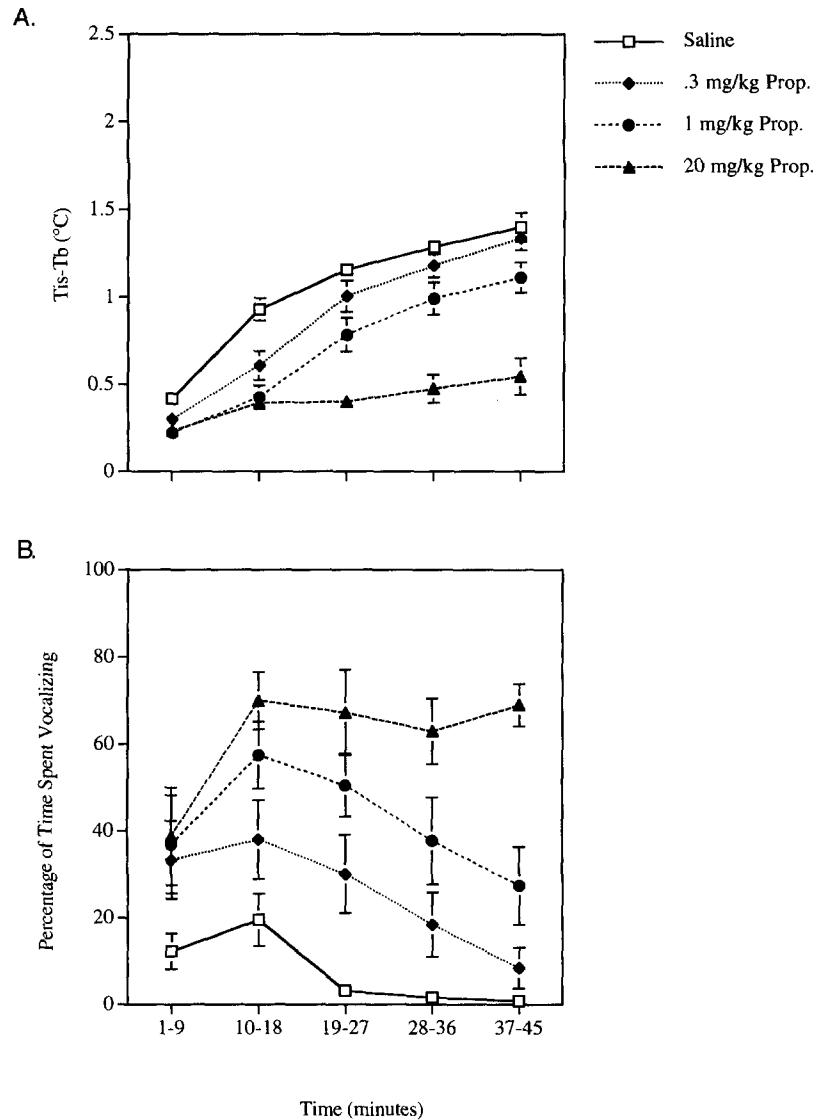 A.
Saline
.3 mg/kg Prop.
1 mg/kg Prop.
20 mg/kg Prop.
2.5
2
1.5
1
0.5
0
Tis-Tb (°C)
B.
100
80
60
40
20
0
Percentage of Time Spent Vocalizing
1-9 10-18 19-27 28-36 37-45
Time (minutes)